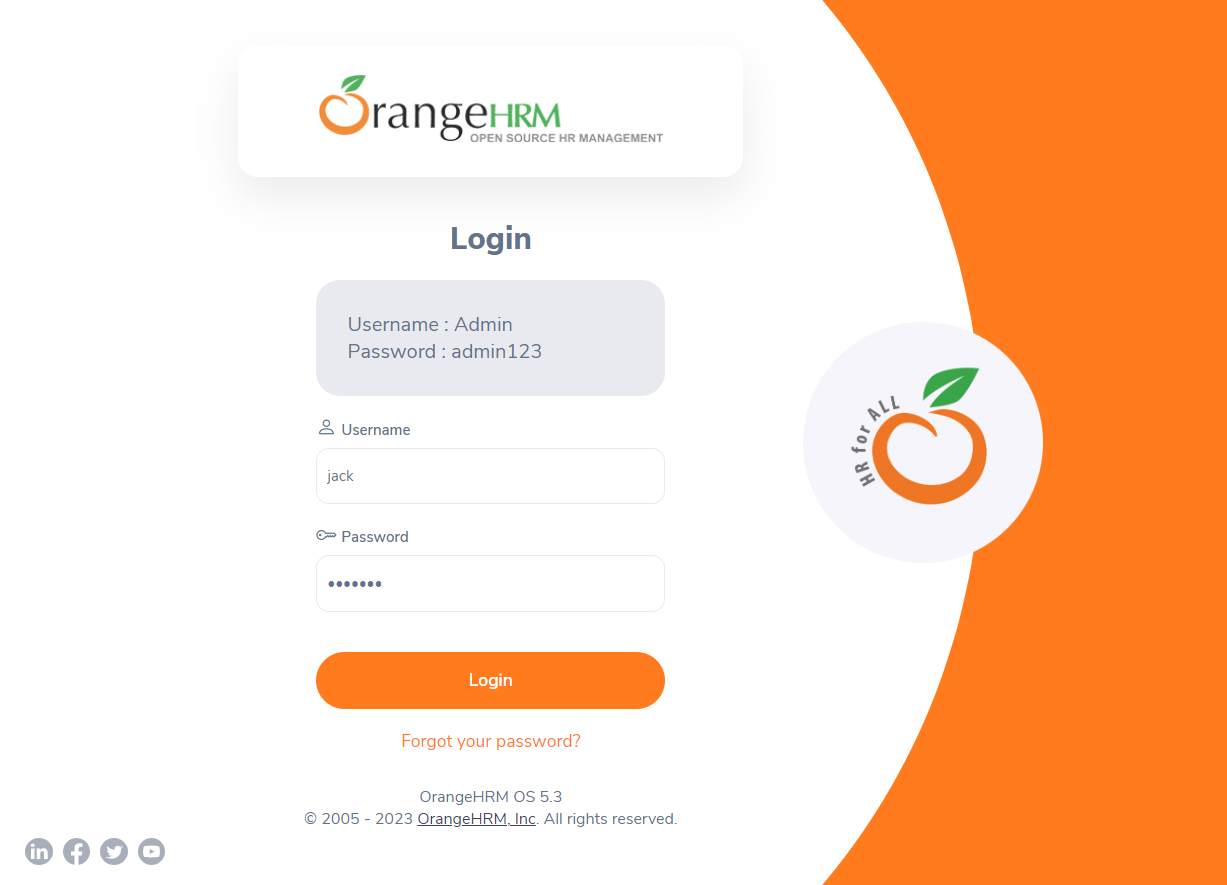 OrangeHRM
OPEN SOURCE HR MANAGEMENT
Login
Username : Admin
Password : admin123
Username
jack
Password
•••••••
Login
Forgot your password?
OrangeHRM OS 5.3
© 2005 - 2023 OrangeHRM, Inc. All rights reserved.
in
HR for ALL